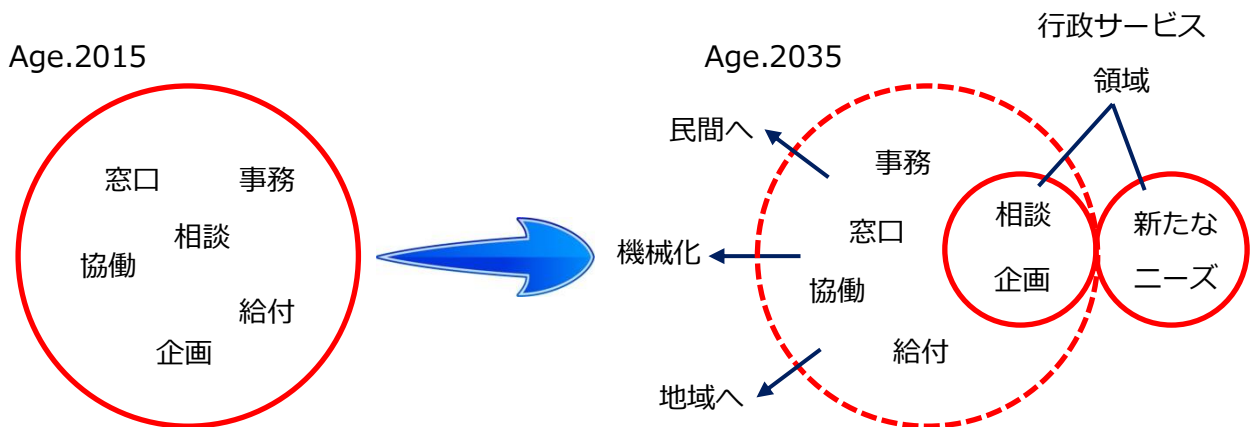 Age.2015
窓口
事務
相談
協働
給付
企画
Age.2035
行政サービス
領域
民間へ
事務
相談
新たな
窓口
機械化
企画
ニーズ
協働
給付
地域へ